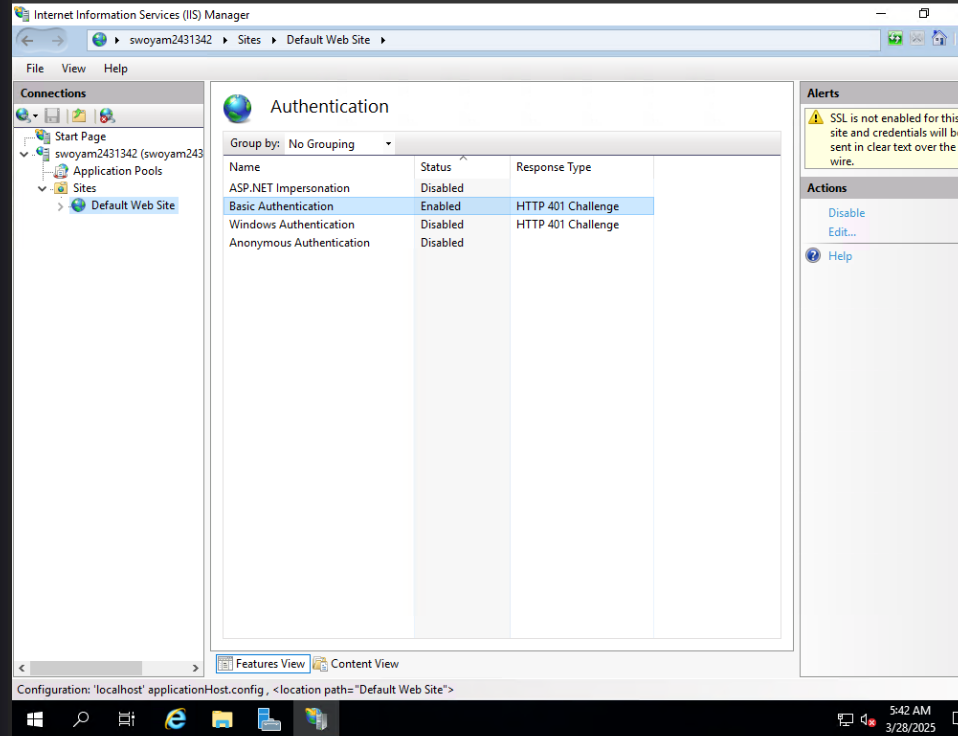 Internet Information Services (IIS) Manager
swoyam2431342 Sites Default Web Site
File View Help
Connections
Start Page
swoyam2431342 (swoyam243
Application Pools
Sites
Default Web Site
Authentication
Group by: No Grouping
Name Status Response Type
ASP.NET Impersonation Disabled
Basic Authentication Enabled HTTP 401 Challenge
Windows Authentication Disabled HTTP 401 Challenge
Anonymous Authentication Disabled
Features View Content View
Alerts
SSL is not enabled for this
site and credentials will be
sent in clear text over the
wire.
Actions
Disable
Edit...
Help
Configuration: 'localhost' applicationHost.config , <location path="Default Web Site">
5:42 AM
3/28/2025